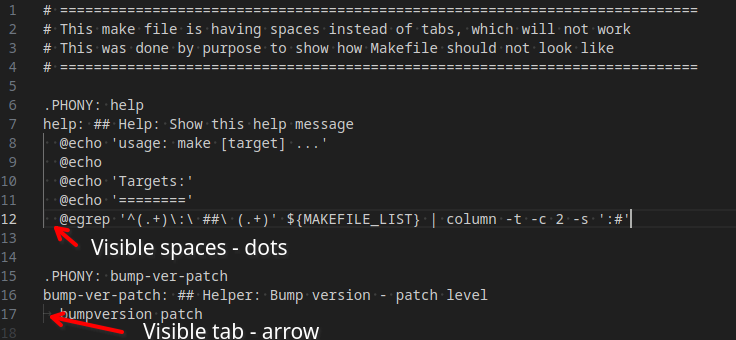 1 # ==========================================================================
2 # This make file is having spaces instead of tabs, which will not work
3 # This was done by purpose to show how Makefile should not look like
4 # ==========================================================================
5
6 .PHONY: help
7 help: ## Help: Show this help message
8 @echo 'usage: make [target] ...'
9 @echo
10 @echo 'Targets:'
11 @echo '========'
12 @egrep '^(.+)\:\ ##\ (.+)' ${MAKEFILE_LIST} | column -t -c 2 -s ':#'
13
Visible spaces - dots
14
15 .PHONY: bump-ver-patch
16 bump-ver-patch: ## Helper: Bump version - patch level
17 bumpversion patch
Visible tab - arrow
18